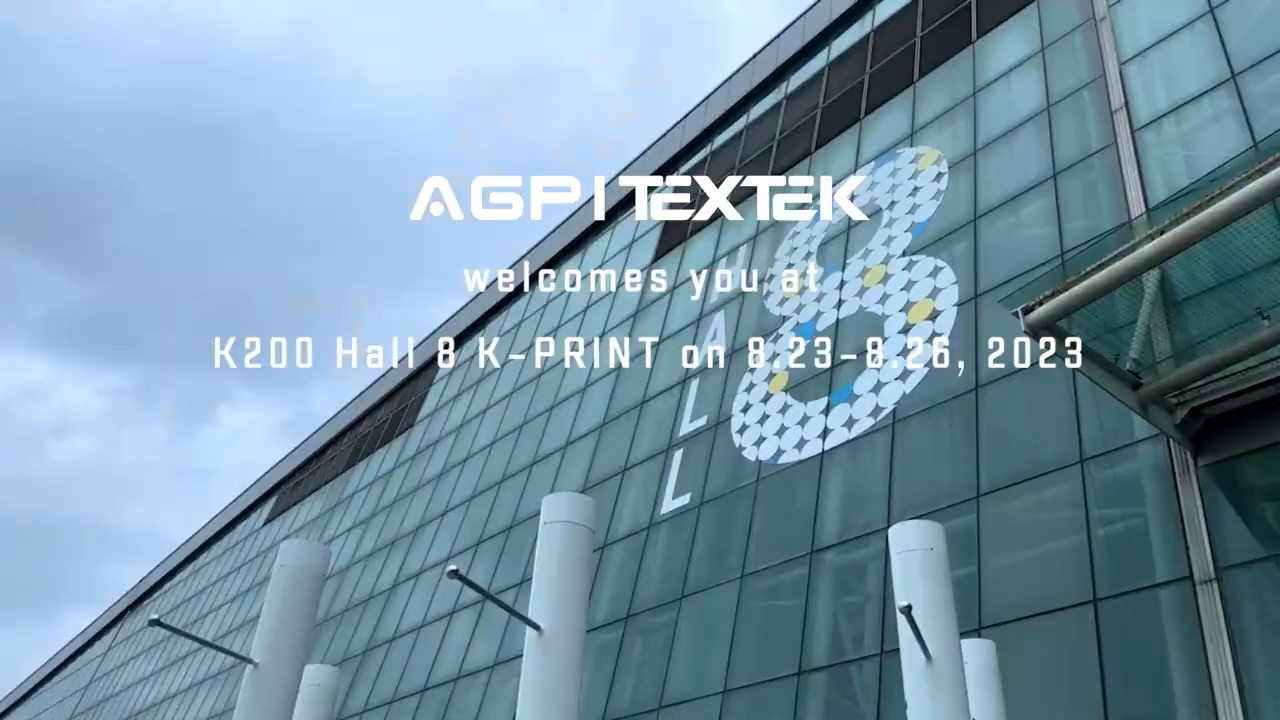 AGP | TEXTEK
welcomes you at
K200 Hall 8 K-PRINT on 8.23-8.26, 2023
HALL
8